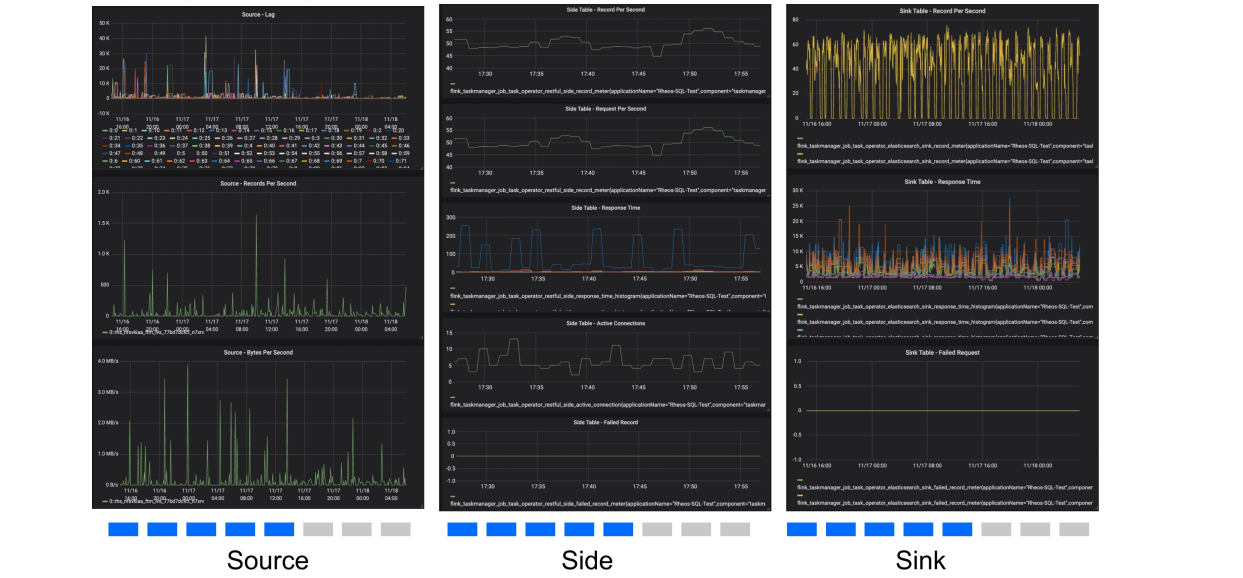 Source - Lag
50 K
40 K
30 K
20 K
10 K
0
-10 K
11/16 16:00 11/16 20:00 11/17 00:00 11/17 04:00 11/17 08:00 11/17 12:00 11/17 16:00 11/17 20:00 11/18 00:00 11/18 04:00
0:0 0:1 0:10 0:11 0:12 0:13 0:14 0:15 0:16 0:17 0:18 0:19 0:2 0:20
0:21 0:22 0:23 0:24 0:25 0:26 0:27 0:28 0:29 0:3 0:30 0:31 0:32 0:33
0:34 0:35 0:36 0:37 0:38 0:39 0:4 0:40 0:41 0:42 0:43 0:44 0:45 0:46
0:47 0:48 0:49 0:5 0:50 0:51 0:52 0:53 0:54 0:55 0:56 0:57 0:58 0:59
0:6 0:60 0:61 0:62 0:63 0:64 0:65 0:66 0:67 0:68 0:69 0:7 0:70 0:71
Source - Records Per Second
2.0 K
1.5 K
1.0 K
500
0
11/16 16:00 11/16 20:00 11/17 00:00 11/17 04:00 11/17 08:00 11/17 12:00 11/17 16:00 11/17 20:00 11/18 00:00 11/18 04:00
Source - Bytes Per Second
4.0 MB/s
3.0 MB/s
2.0 MB/s
1.0 MB/s
0 B/s
11/16 16:00 11/16 20:00 11/17 00:00 11/17 04:00 11/17 08:00 11/17 12:00 11/17 16:00 11/17 20:00 11/18 00:00 11/18 04:00
Source
Side Table - Record Per Second
60
55
50
45
40
17:30 17:35 17:40 17:45 17:50 17:55
flink_taskmanager_job_task_operator_restful_side_record_meter{applicationName="Rheos-SQL-Test",component="taskmanager
Side Table - Request Per Second
60
55
50
45
40
17:30 17:35 17:40 17:45 17:50 17:55
flink_taskmanager_job_task_operator_restful_side_record_meter{applicationName="Rheos-SQL-Test",component="taskmanager
Side Table - Response Time
300
200
100
0
17:30 17:35 17:40 17:45 17:50 17:55
flink_taskmanager_job_task_operator_restful_side_response_time_histogram{applicationName="Rheos-SQL-Test",component="t
Side Table - Active Connections
15
10
5
0
17:30 17:35 17:40 17:45 17:50 17:55
flink_taskmanager_job_task_operator_restful_side_active_connection{applicationName="Rheos-SQL-Test",component="taskmar
Side Table - Failed Record
1.0
0.5
0
-0.5
-1.0
17:30 17:35 17:40 17:45 17:50 17:55
flink_taskmanager_job_task_operator_restful_side_failed_record_meter{applicationName="Rheos-SQL-Test",component="taskm
Side
Sink Table - Record Per Second
80
60
40
20
0
11/16 16:00 11/17 00:00 11/17 08:00 11/17 16:00 11/18 00:00
flink_taskmanager_job_task_operator_elasticsearch_sink_record_meter{applicationName="Rheos-SQL-Test",component="tasl
flink_taskmanager_job_task_operator_elasticsearch_sink_record_meter{applicationName="Rheos-SQL-Test",component="tasl
Sink Table - Response Time
30 K
25 K
20 K
15 K
10 K
5 K
0
11/16 16:00 11/17 00:00 11/17 08:00 11/17 16:00 11/18 00:00
flink_taskmanager_job_task_operator_elasticsearch_sink_response_time_histogram{applicationName="Rheos-SQL-Test",com
flink_taskmanager_job_task_operator_elasticsearch_sink_response_time_histogram{applicationName="Rheos-SQL-Test",com
Sink Table - Failed Request
1.0
0.5
0
-0.5
-1.0
11/16 16:00 11/17 00:00 11/17 08:00 11/17 16:00 11/18 00:00
flink_taskmanager_job_task_operator_elasticsearch_sink_failed_record_meter{applicationName="Rheos-SQL-Test",componer
flink_taskmanager_job_task_operator_elasticsearch_sink_failed_record_meter{applicationName="Rheos-SQL-Test",componer
Sink